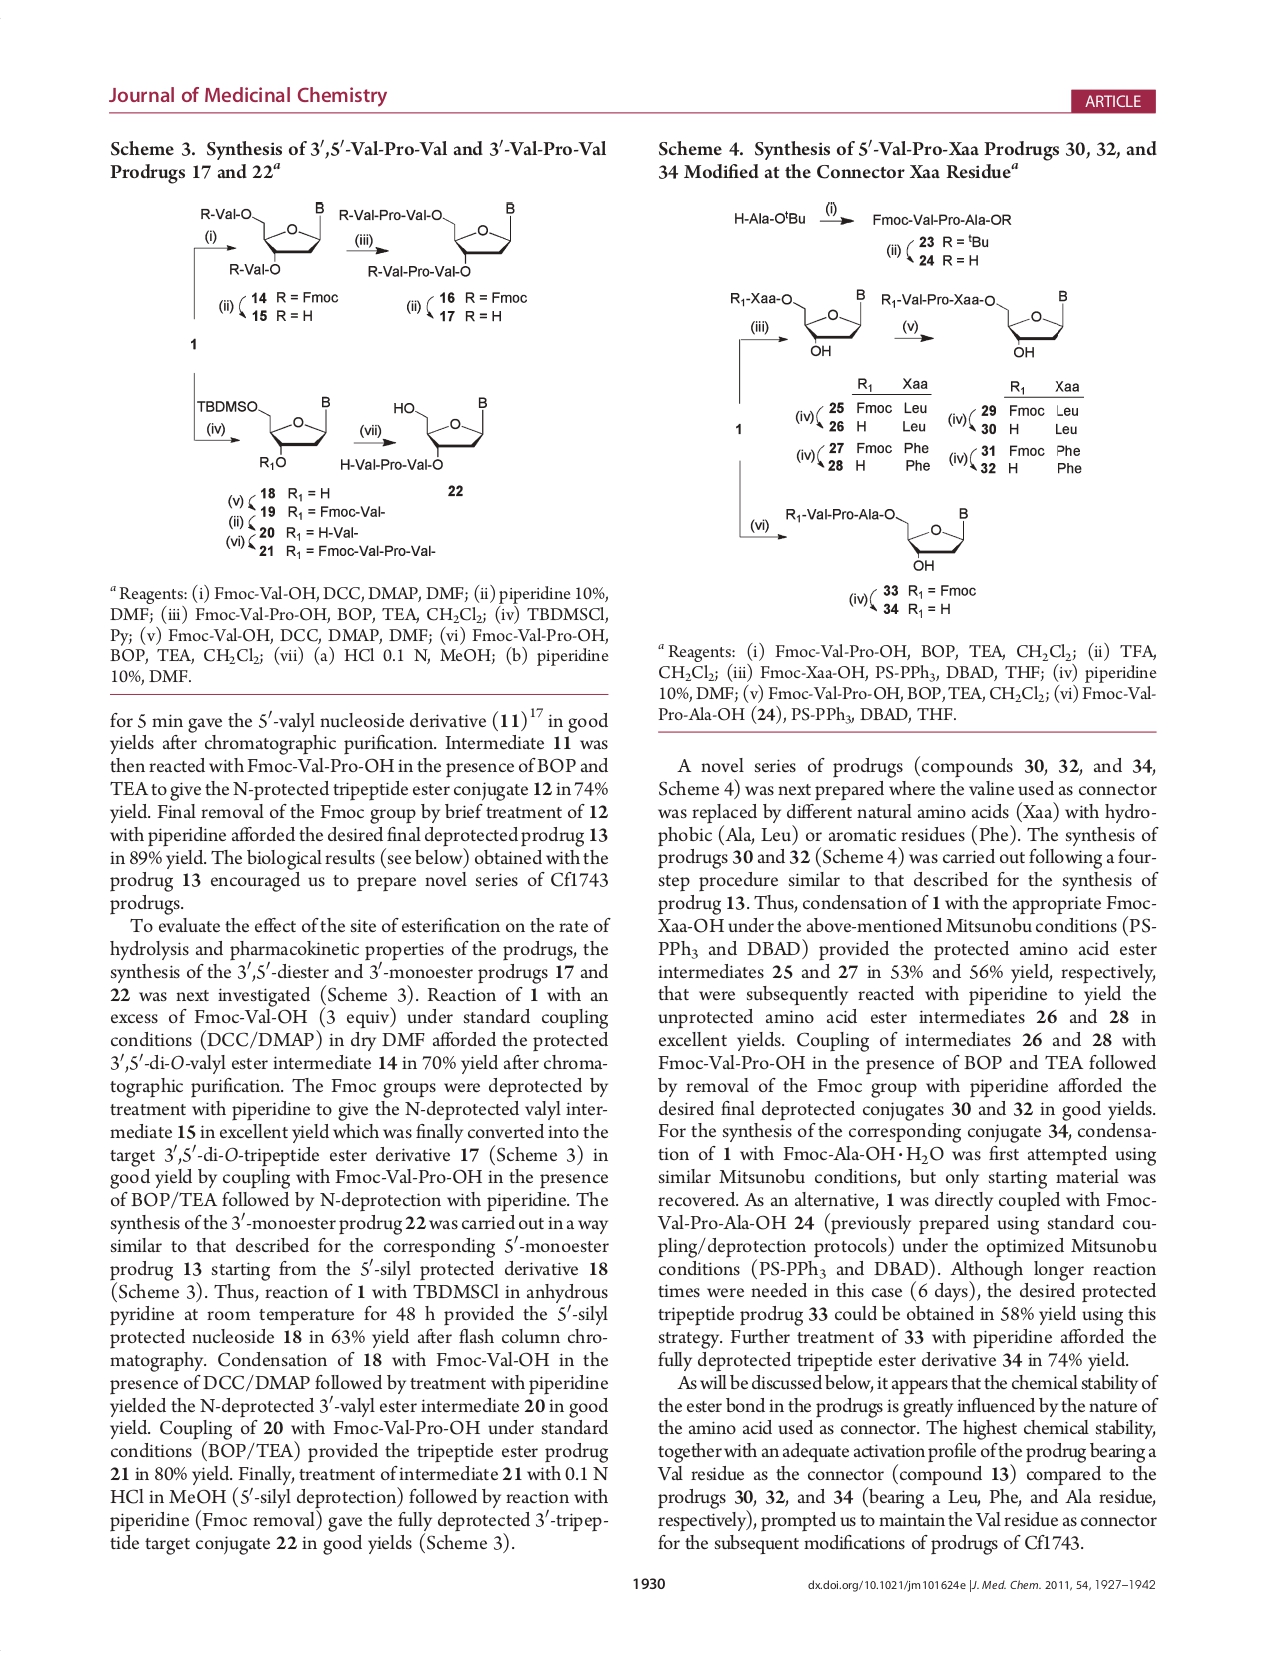 Journal of Medicinal Chemistry
ARTICLE
Scheme 3. Synthesis of 3′,5′-Val-Pro-Val and 3′-Val-Pro-Val
Prodrugs 17 and 22ᵃ
R-Val-O
B
R-Val-Pro-Val-O
B
(i)
O
(iii)
O
R-Val-O
R-Val-Pro-Val-O
(ii)
14 R = Fmoc
15 R = H
(ii)
16 R = Fmoc
17 R = H
1
TBDMSO
B
HO
B
(iv)
O
(vii)
O
R₁O
H-Val-Pro-Val-O
(v)
18 R₁ = H
22
(ii)
19 R₁ = Fmoc-Val-
(vi)
20 R₁ = H-Val-
21 R₁ = Fmoc-Val-Pro-Val-
ᵃ Reagents: (i) Fmoc-Val-OH, DCC, DMAP, DMF; (ii) piperidine 10%,
DMF; (iii) Fmoc-Val-Pro-OH, BOP, TEA, CH₂Cl₂; (iv) TBDMSCl,
Py; (v) Fmoc-Val-OH, DCC, DMAP, DMF; (vi) Fmoc-Val-Pro-OH,
BOP, TEA, CH₂Cl₂; (vii) (a) HCl 0.1 N, MeOH; (b) piperidine
10%, DMF.
for 5 min gave the 5′-valyl nucleoside derivative (11)¹⁷ in good
yields after chromatographic purification. Intermediate 11 was
then reacted with Fmoc-Val-Pro-OH in the presence of BOP and
TEA to give the N-protected tripeptide ester conjugate 12 in 74%
yield. Final removal of the Fmoc group by brief treatment of 12
with piperidine afforded the desired final deprotected prodrug 13
in 89% yield. The biological results (see below) obtained with the
prodrug 13 encouraged us to prepare novel series of Cf1743
prodrugs.
To evaluate the effect of the site of esterification on the rate of
hydrolysis and pharmacokinetic properties of the prodrugs, the
synthesis of the 3′,5′-diester and 3′-monoester prodrugs 17 and
22 was next investigated (Scheme 3). Reaction of 1 with an
excess of Fmoc-Val-OH (3 equiv) under standard coupling
conditions (DCC/DMAP) in dry DMF afforded the protected
3′,5′-di-O-valyl ester intermediate 14 in 70% yield after chroma-
tographic purification. The Fmoc groups were deprotected by
treatment with piperidine to give the N-deprotected valyl inter-
mediate 15 in excellent yield which was finally converted into the
target 3′,5′-di-O-tripeptide ester derivative 17 (Scheme 3) in
good yield by coupling with Fmoc-Val-Pro-OH in the presence
of BOP/TEA followed by N-deprotection with piperidine. The
synthesis of the 3′-monoester prodrug 22 was carried out in a way
similar to that described for the corresponding 5′-monoester
prodrug 13 starting from the 5′-silyl protected derivative 18
(Scheme 3). Thus, reaction of 1 with TBDMSCl in anhydrous
pyridine at room temperature for 48 h provided the 5′-silyl
protected nucleoside 18 in 63% yield after flash column chro-
matography. Condensation of 18 with Fmoc-Val-OH in the
presence of DCC/DMAP followed by treatment with piperidine
yielded the N-deprotected 3′-valyl ester intermediate 20 in good
yield. Coupling of 20 with Fmoc-Val-Pro-OH under standard
conditions (BOP/TEA) provided the tripeptide ester prodrug
21 in 80% yield. Finally, treatment of intermediate 21 with 0.1 N
HCl in MeOH (5′-silyl deprotection) followed by reaction with
piperidine (Fmoc removal) gave the fully deprotected 3′-tripep-
tide target conjugate 22 in good yields (Scheme 3).
Scheme 4. Synthesis of 5′-Val-Pro-Xaa Prodrugs 30, 32, and
34 Modified at the Connector Xaa Residueᵃ
H-Ala-OᵗBu
(i)
Fmoc-Val-Pro-Ala-OR
(ii)
23 R = ᵗBu
24 R = H
R₁-Xaa-O
B
R₁-Val-Pro-Xaa-O
B
(iii)
O
(v)
O
OH
OH
R₁ Xaa
R₁ Xaa
(iv)
25 Fmoc Leu
26 H Leu
(iv)
29 Fmoc Leu
30 H Leu
1
(iv)
27 Fmoc Phe
28 H Phe
(iv)
31 Fmoc Phe
32 H Phe
R₁-Val-Pro-Ala-O
B
(vi)
O
OH
(iv)
33 R₁ = Fmoc
34 R₁ = H
ᵃ Reagents: (i) Fmoc-Val-Pro-OH, BOP, TEA, CH₂Cl₂; (ii) TFA,
CH₂Cl₂; (iii) Fmoc-Xaa-OH, PS-PPh₃, DBAD, THF; (iv) piperidine
10%, DMF; (v) Fmoc-Val-Pro-OH, BOP, TEA, CH₂Cl₂; (vi) Fmoc-Val-
Pro-Ala-OH (24), PS-PPh₃, DBAD, THF.
A novel series of prodrugs (compounds 30, 32, and 34,
Scheme 4) was next prepared where the valine used as connector
was replaced by different natural amino acids (Xaa) with hydro-
phobic (Ala, Leu) or aromatic residues (Phe). The synthesis of
prodrugs 30 and 32 (Scheme 4) was carried out following a four-
step procedure similar to that described for the synthesis of
prodrug 13. Thus, condensation of 1 with the appropriate Fmoc-
Xaa-OH under the above-mentioned Mitsunobu conditions (PS-
PPh₃ and DBAD) provided the protected amino acid ester
intermediates 25 and 27 in 53% and 56% yield, respectively,
that were subsequently reacted with piperidine to yield the
unprotected amino acid ester intermediates 26 and 28 in
excellent yields. Coupling of intermediates 26 and 28 with
Fmoc-Val-Pro-OH in the presence of BOP and TEA followed
by removal of the Fmoc group with piperidine afforded the
desired final deprotected conjugates 30 and 32 in good yields.
For the synthesis of the corresponding conjugate 34, condensa-
tion of 1 with Fmoc-Ala-OH·H₂O was first attempted using
similar Mitsunobu conditions, but only starting material was
recovered. As an alternative, 1 was directly coupled with Fmoc-
Val-Pro-Ala-OH 24 (previously prepared using standard cou-
pling/deprotection protocols) under the optimized Mitsunobu
conditions (PS-PPh₃ and DBAD). Although longer reaction
times were needed in this case (6 days), the desired protected
tripeptide prodrug 33 could be obtained in 58% yield using this
strategy. Further treatment of 33 with piperidine afforded the
fully deprotected tripeptide ester derivative 34 in 74% yield.
As will be discussed below, it appears that the chemical stability of
the ester bond in the prodrugs is greatly influenced by the nature of
the amino acid used as connector. The highest chemical stability,
together with an adequate activation profile of the prodrug bearing a
Val residue as the connector (compound 13) compared to the
prodrugs 30, 32, and 34 (bearing a Leu, Phe, and Ala residue,
respectively), prompted us to maintain the Val residue as connector
for the subsequent modifications of prodrugs of Cf1743.
1930
dx.doi.org/10.1021/jm101624e |J. Med. Chem. 2011, 54, 1927–1942